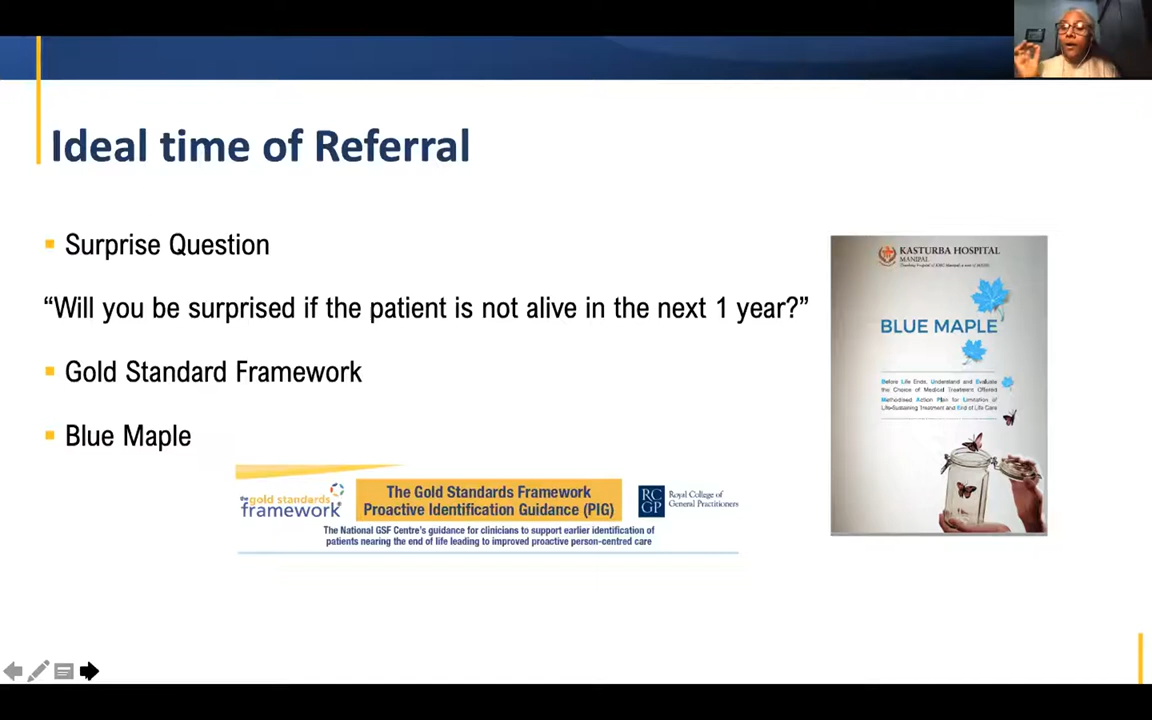 Ideal time of Referral
Surprise Question
“Will you be surprised if the patient is not alive in the next 1 year?”
Gold Standard Framework
Blue Maple
the gold standards
framework
The Gold Standards Framework
Proactive Identification Guidance (PIG)
RC
GP
Royal College of
General Practitioners
The National GSF Centre's guidance for clinicians to support earlier identification of
patients nearing the end of life leading to improved proactive person-centred care
KASTURBA HOSPITAL
MANIPAL
BLUE MAPLE
Before Life Ends, Understand and Evaluate
the Choice of Medical Treatment Offered
Methodised Action Plan for Limitation of
Life-Sustaining Treatment and End of Life Care